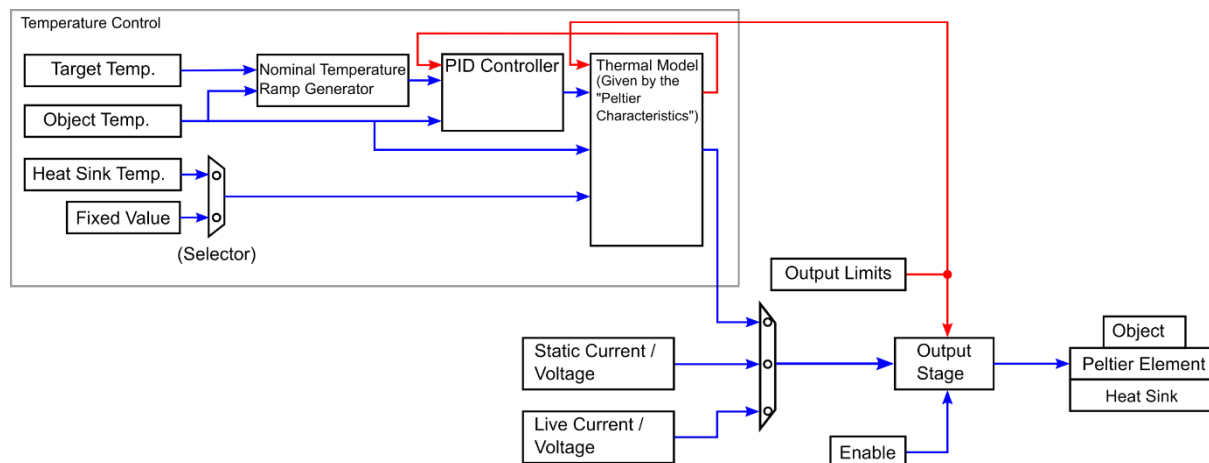 Temperature Control
Target Temp.
Nominal Temperature
Ramp Generator
PID Controller
Thermal Model
(Given by the
"Peltier
Characteristics")
Object Temp.
Heat Sink Temp.
Fixed Value
(Selector)
Output Limits
Static Current /
Voltage
Output
Stage
Object
Peltier Element
Heat Sink
Live Current /
Voltage
Enable